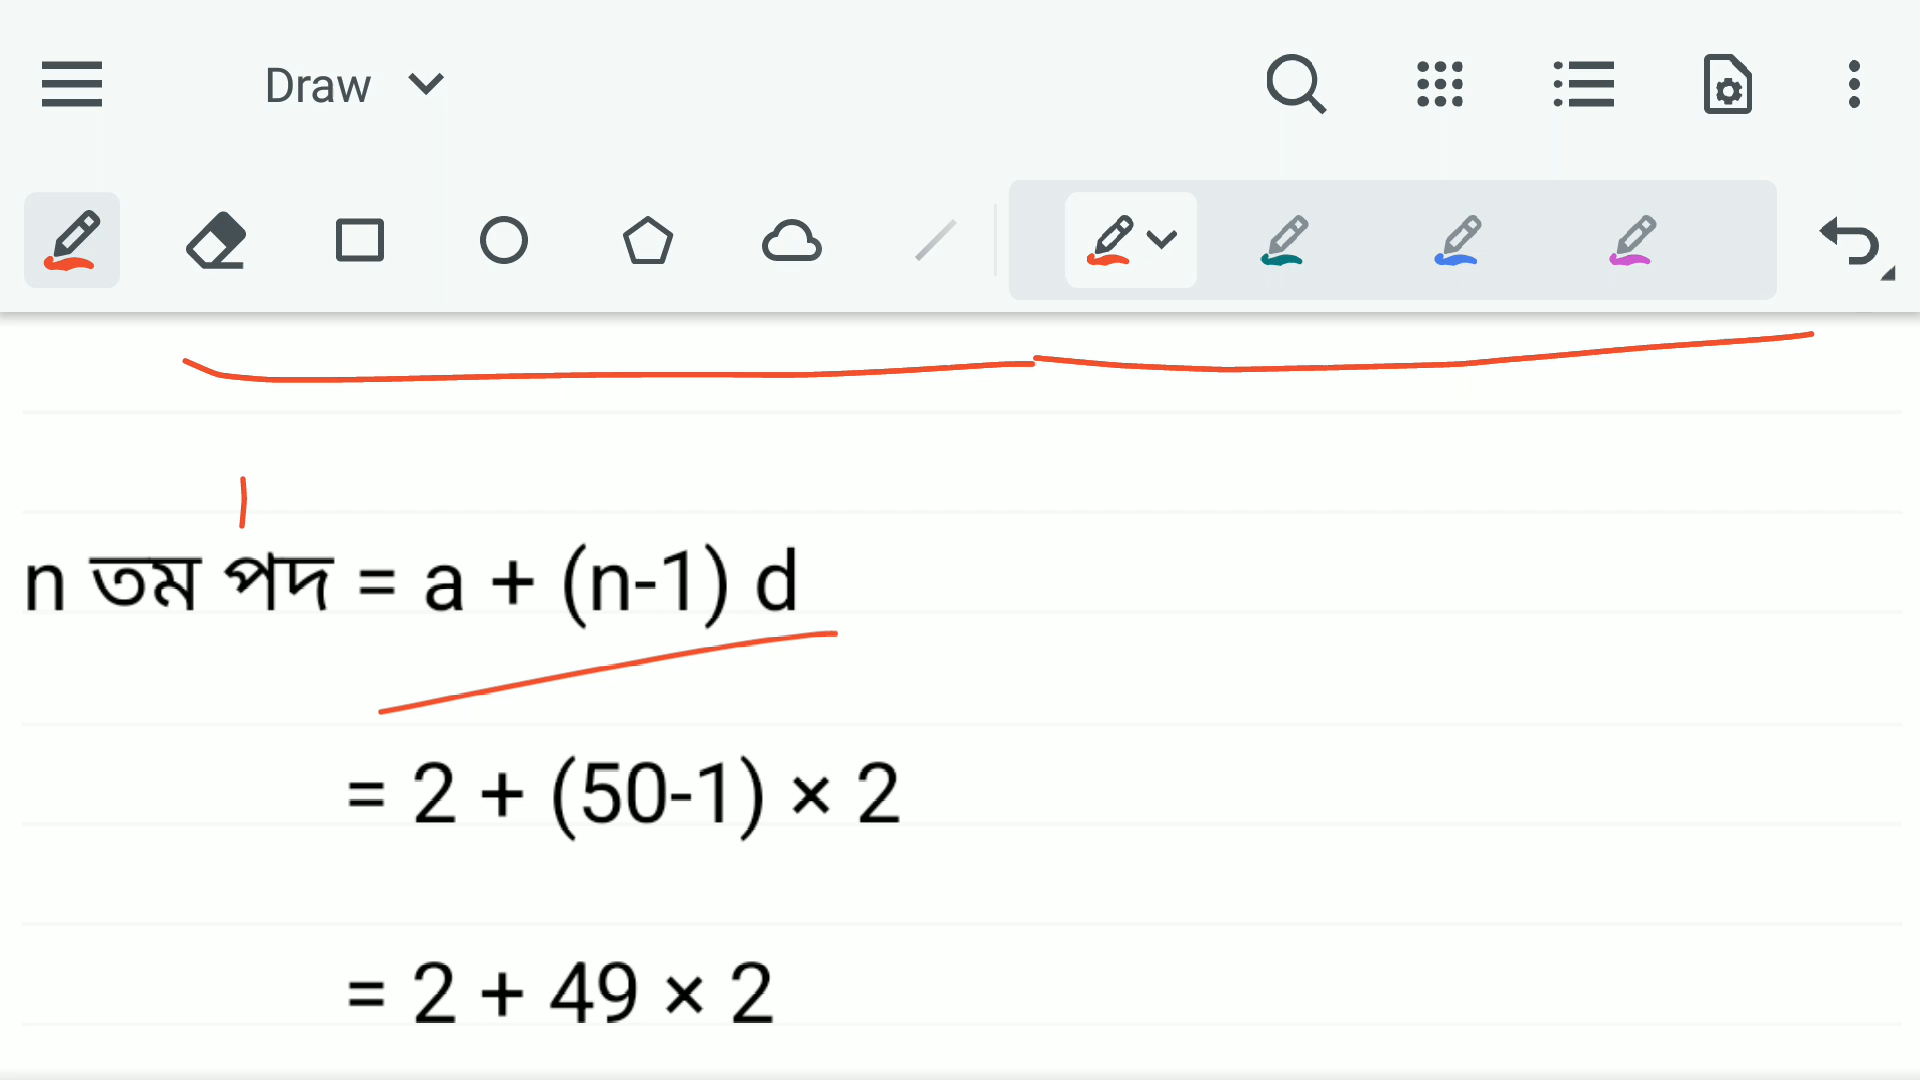 Draw
n তম পদ = a + (n-1) d
= 2 + (50-1) × 2
= 2 + 49 × 2